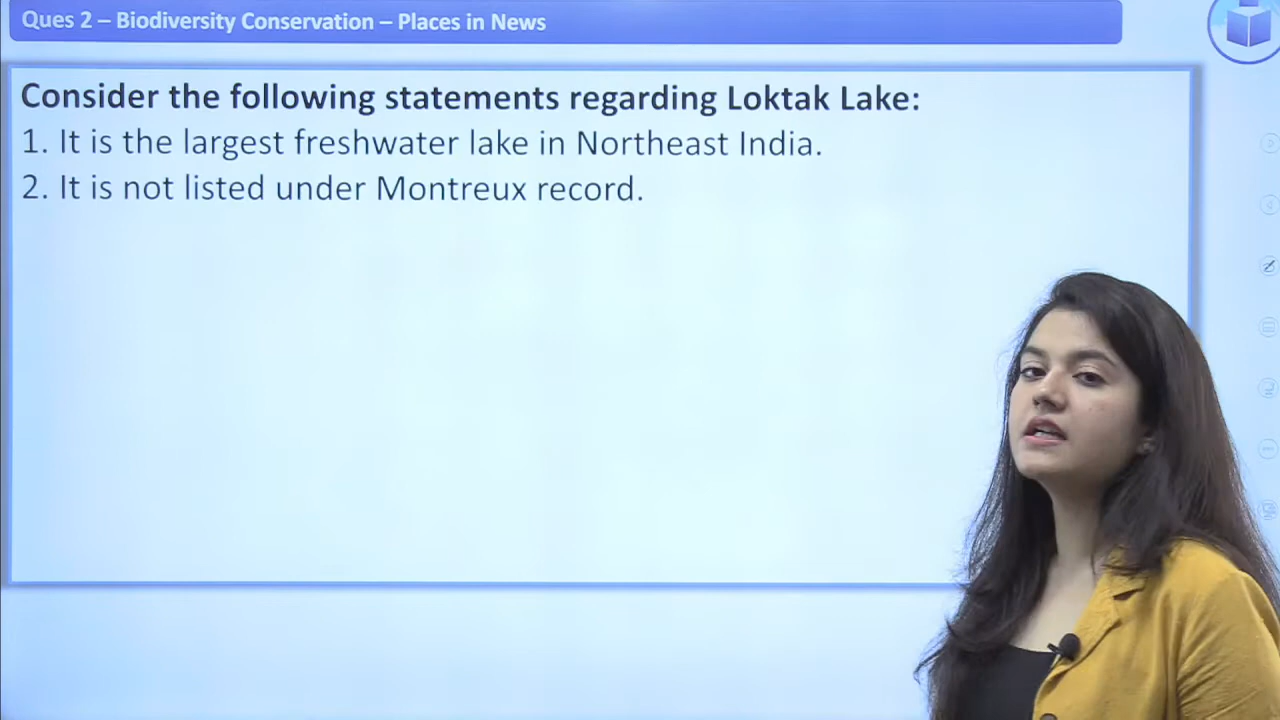 Ques 2 – Biodiversity Conservation – Places in News
Consider the following statements regarding Loktak Lake:
1. It is the largest freshwater lake in Northeast India.
2. It is not listed under Montreux record.